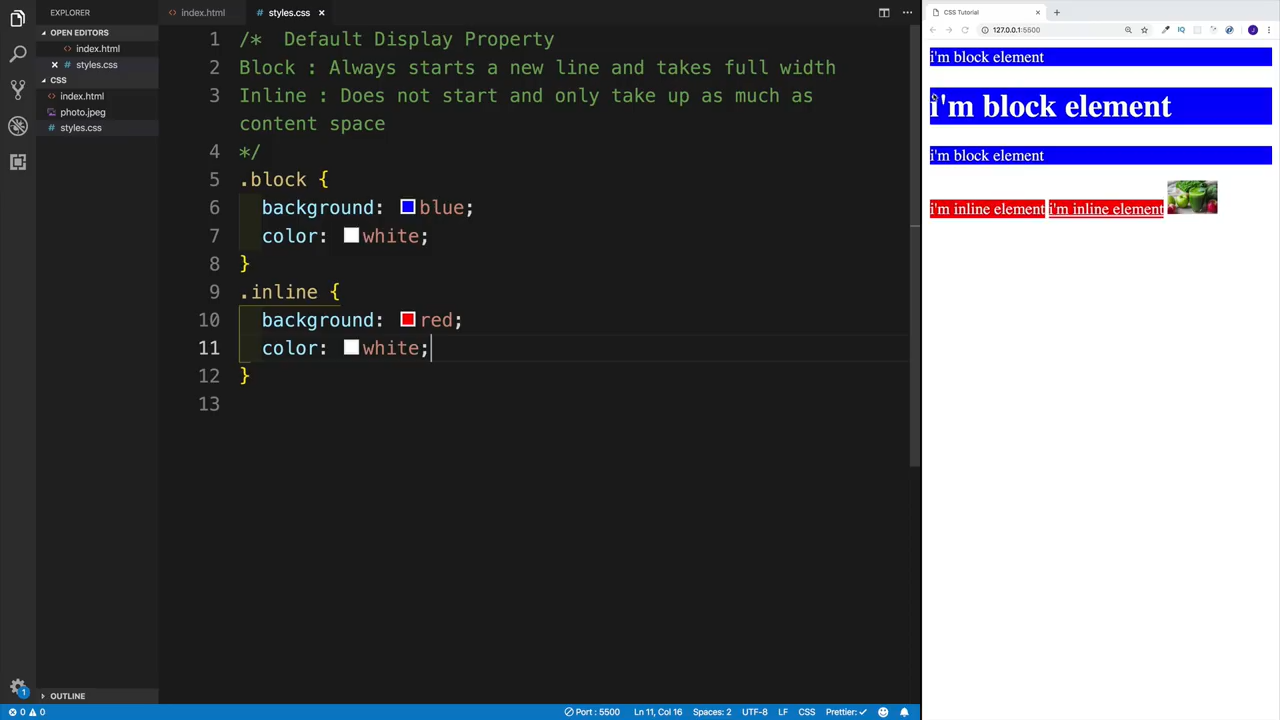 EXPLORER
OPEN EDITORS
index.html
styles.css
CSS
index.html
photo.jpeg
styles.css
OUTLINE
1
index.html
styles.css
1 /*  Default Display Property
2 Block : Always starts a new line and takes full width
3 Inline : Does not start and only take up as much as
content space
4 */
5 .block {
6 background: blue;
7 color: white;
8 }
9 .inline {
10 background: red;
11 color: white;
12 }
13
0 0 Port : 5500 Ln 11, Col 16 Spaces: 2 UTF-8 LF CSS Prettier:
CSS Tutorial
127.0.0.1:5500 IQ J
i'm block element
i'm block element
i'm block element
i'm inline element i'm inline element